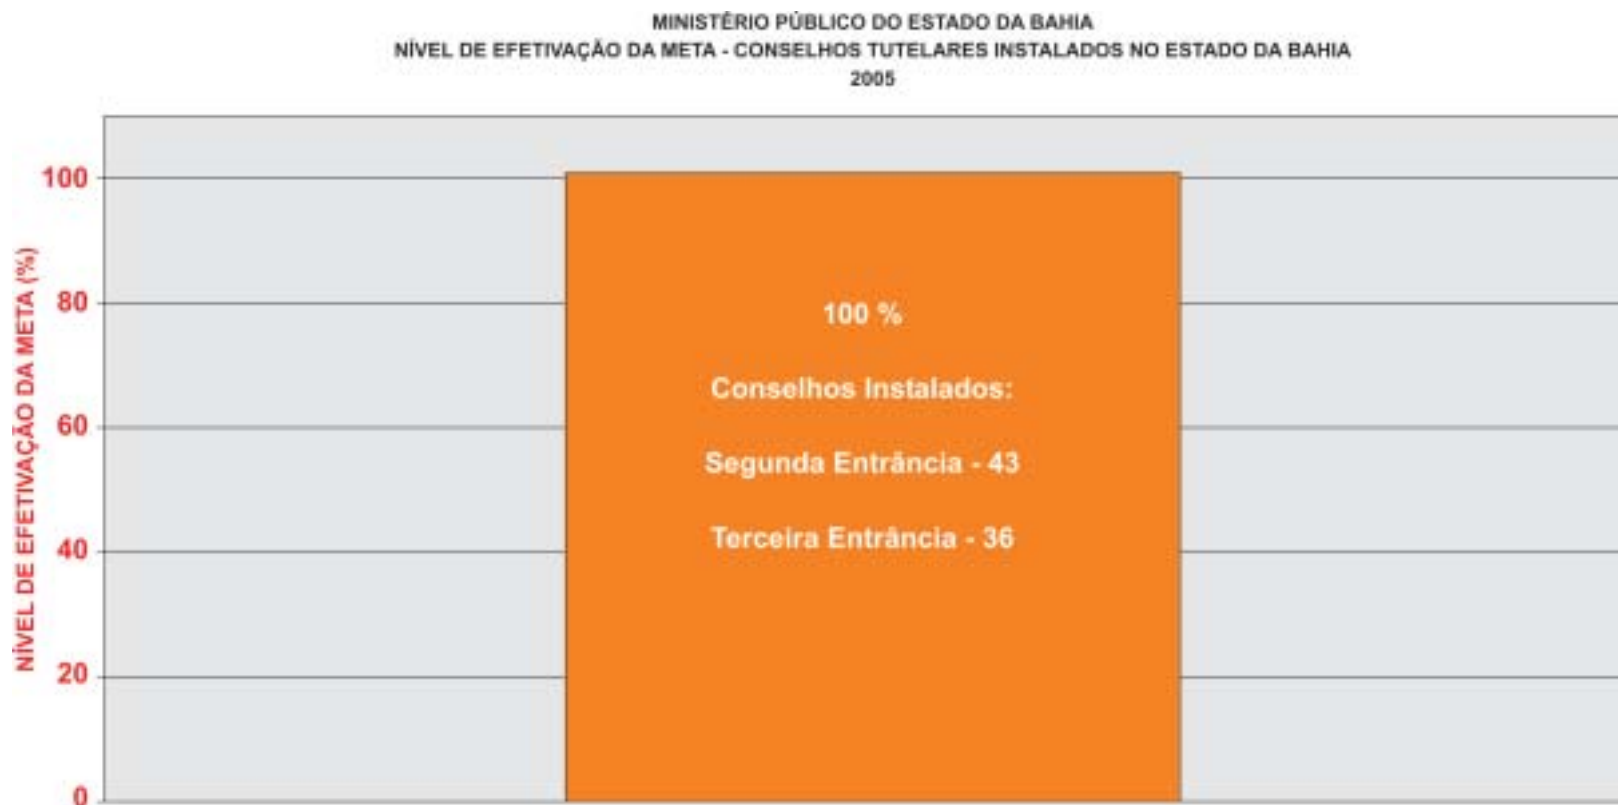 MINISTÉRIO PÚBLICO DO ESTADO DA BAHIA
NÍVEL DE EFETIVAÇÃO DA META - CONSELHOS TUTELARES INSTALADOS NO ESTADO DA BAHIA
2005
NÍVEL DE EFETIVAÇÃO DA META (%)
100
80
60
40
20
0
100 %
Conselhos Instalados:
Segunda Entrância - 43
Terceira Entrância - 36